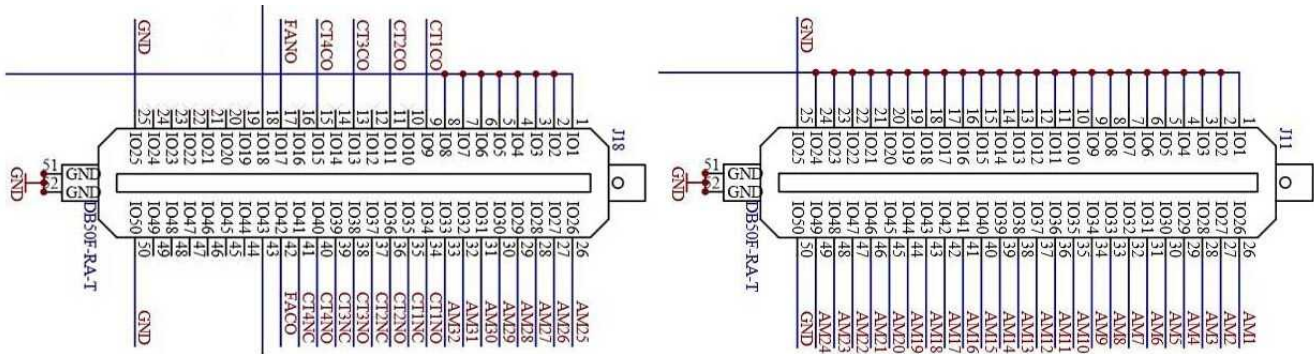 GND FANO CT4CO CT3CO CT2CO CT1CO
25 24 23 22 21 20 19 18 17 16 15 14 13 12 11 10 9 8 7 6 5 4 3 2 1
IO25 IO24 IO23 IO22 IO21 IO20 IO19 IO18 IO17 IO16 IO15 IO14 IO13 IO12 IO11 IO10 IO9 IO8 IO7 IO6 IO5 IO4 IO3 IO2 IO1
J18
51 GND
GND
GND
DB50F-RA-T
IO50 IO49 IO48 IO47 IO46 IO45 IO44 IO43 IO42 IO41 IO40 IO39 IO38 IO37 IO36 IO35 IO34 IO33 IO32 IO31 IO30 IO29 IO28 IO27 IO26
50 49 48 47 46 45 44 43 42 41 40 39 38 37 36 35 34 33 32 31 30 29 28 27 26
GND FACO CT4NC CT4NO CT3NC CT3NO CT2NC CT2NO CT1NC CT1NO AM32 AM31 AM30 AM29 AM28 AM27 AM26 AM25
GND
25 24 23 22 21 20 19 18 17 16 15 14 13 12 11 10 9 8 7 6 5 4 3 2 1
IO25 IO24 IO23 IO22 IO21 IO20 IO19 IO18 IO17 IO16 IO15 IO14 IO13 IO12 IO11 IO10 IO9 IO8 IO7 IO6 IO5 IO4 IO3 IO2 IO1
J11
51 GND
GND
GND
DB50F-RA-T
IO50 IO49 IO48 IO47 IO46 IO45 IO44 IO43 IO42 IO41 IO40 IO39 IO38 IO37 IO36 IO35 IO34 IO33 IO32 IO31 IO30 IO29 IO28 IO27 IO26
50 49 48 47 46 45 44 43 42 41 40 39 38 37 36 35 34 33 32 31 30 29 28 27 26
GND AM24 AM23 AM22 AM21 AM20 AM19 AM18 AM17 AM16 AM15 AM14 AM13 AM12 AM11 AM10 AM9 AM8 AM7 AM6 AM5 AM4 AM3 AM2 AM1